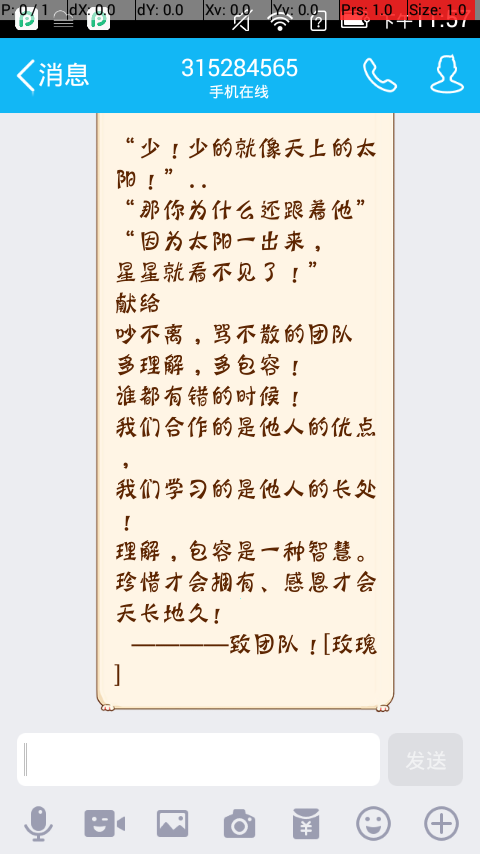 P: 0 / 1 dX: 0.0 dY: 0.0 Xv: 0.0 Yv: 0.0 Prs: 1.0 Size: 1.0
下午11:57
消息
315284565
手机在线
“少！少的就像天上的太
阳！”..
“那你为什么还跟着他”
“因为太阳一出来，
星星就看不见了！”
献给
吵不离，骂不散的团队
多理解，多包容！
谁都有错的时候！
我们合作的是他人的优点
，
我们学习的是他人的长处
！
理解，包容是一种智慧。
珍惜才会拥有、感恩才会
天长地久!
————致团队！[玫瑰
]
发送